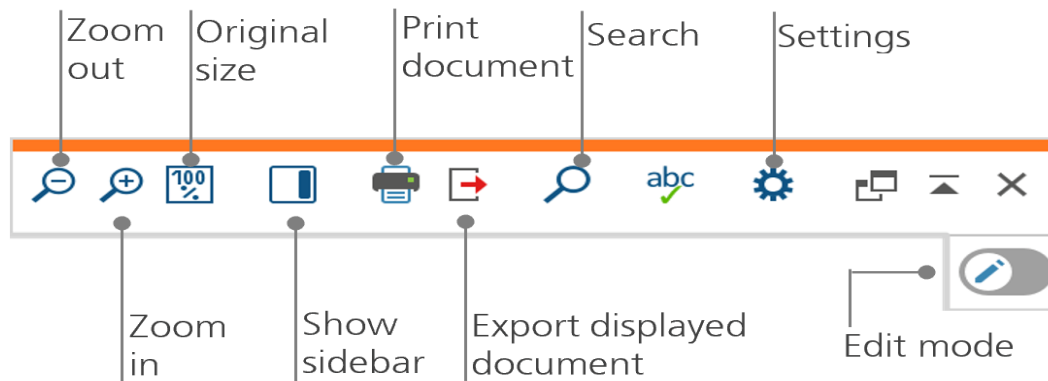 Zoom
out
Original
size
Print
document
Search
Settings
100
%
abc
Zoom
in
Show
sidebar
Export displayed
document
Edit mode